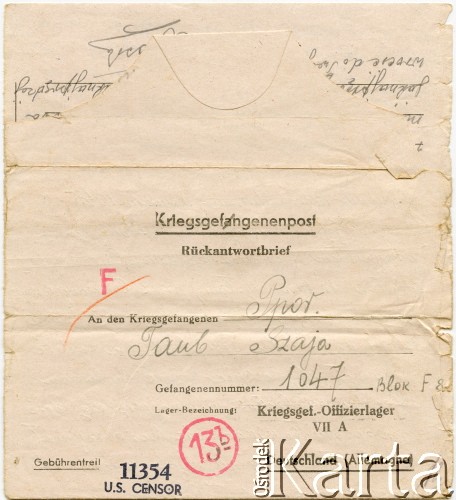 Kriegsgefangenenpost
Rückantwortbrief
F
An den Kriegsgefangenen Ppor.
Taub Szaja
Gefangenennummer: 1047 Blok F
Lager-Bezeichnung: Kriegsgef.-Offizierlager
VII A
13b
Gebührenfrei! Deutschland (Allemagne)
11354
U.S. CENSOR
Ośrodek
Karta